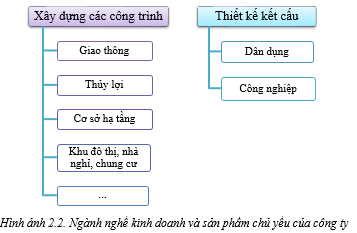 Xây dựng các công trình
Giao thông
Thủy lợi
Cơ sở hạ tầng
Khu đô thị, nhà
nghỉ, chung cư
...
Thiết kế kết cấu
Dân dụng
Công nghiệp
Hình ảnh 2.2. Ngành nghề kinh doanh và sản phẩm chủ yếu của công ty